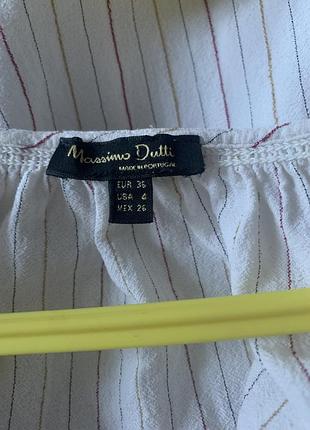 Massimo Dutti
MADE IN PORTUGAL
EUR 36
USA 4
MEX 26